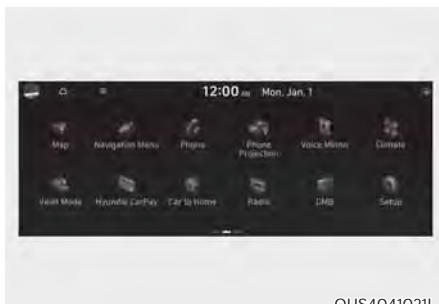 12:00 AM Mon, Jan. 1
Map Navigation Menu Phone Phone Projection Voice Memo Climate
Valet Mode Hyundai CarPay Car to Home Radio DMB Setup